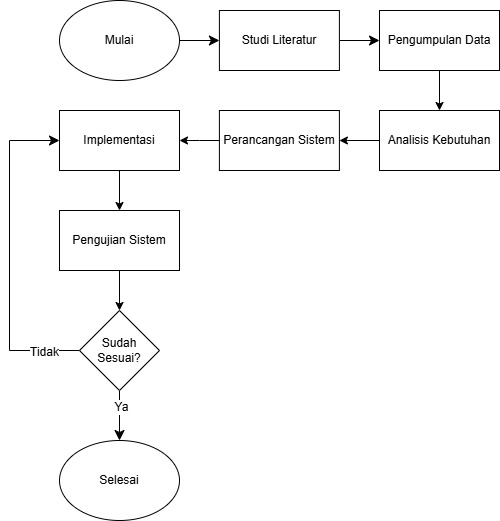 Mulai
Studi Literatur
Pengumpulan Data
Implementasi
Perancangan Sistem
Analisis Kebutuhan
Pengujian Sistem
Sudah
Sesuai?
Tidak
Ya
Selesai